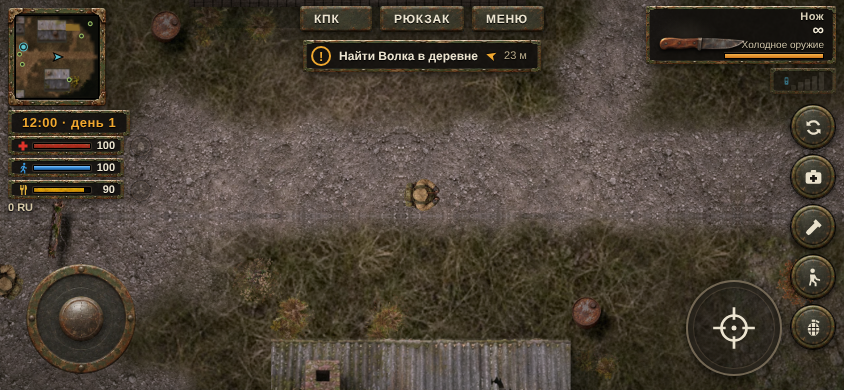 КПК
РЮКЗАК
МЕНЮ
Найти Волка в деревне
23 м
Нож
∞
Холодное оружие
12:00 · день 1
100
100
90
0 RU